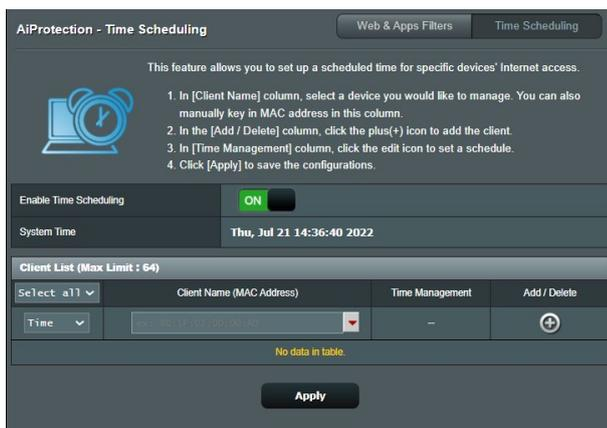 AiProtection - Time Scheduling
Web & Apps Filters
Time Scheduling
This feature allows you to set up a scheduled time for specific devices' Internet access.
1. In [Client Name] column, select a device you would like to manage. You can also
manually key in MAC address in this
column.
2. In the [Add / Delete] column, click the plus(+) icon to add the
client.
3. In [Time Management] column, click the edit icon to set a
schedule.
4. Click [Apply] to save the configurations.
Enable Time Scheduling
ON
System Time
Thu, Jul 21 14:36:40 2022
Client List (Max Limit : 64)
Select all
Client Name (MAC Address)
Time Management
Add / Delete
Time
ex:
--
No data in table.
Apply